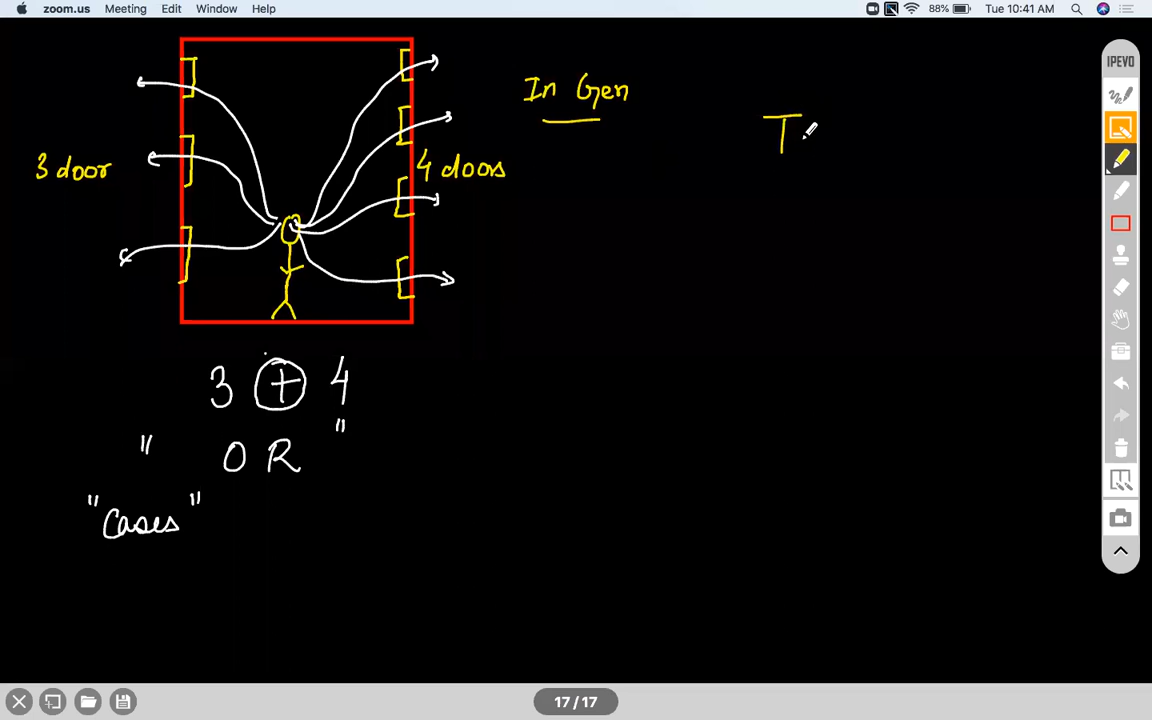 zoom.us Meeting Edit Window Help 88% Tue 10:41 AM
IPEVO
In Gen
T
3 door
4 doors
3 + 4
" OR "
"Cases"
17/17